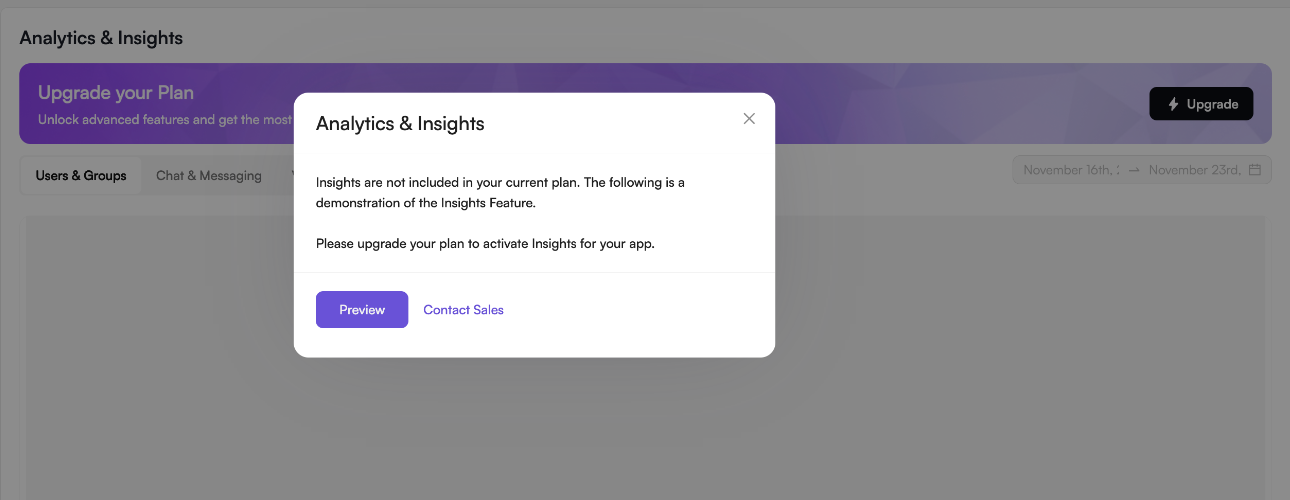 Analytics & Insights
Upgrade your Plan
Unlock advanced features and get the most
Upgrade
Users & Groups
Chat & Messaging
November 16th,
November 23rd,
Analytics & Insights
Insights are not included in your current plan. The following is a
demonstration of the Insights Feature.
Please upgrade your plan to activate Insights for your app.
Preview
Contact Sales